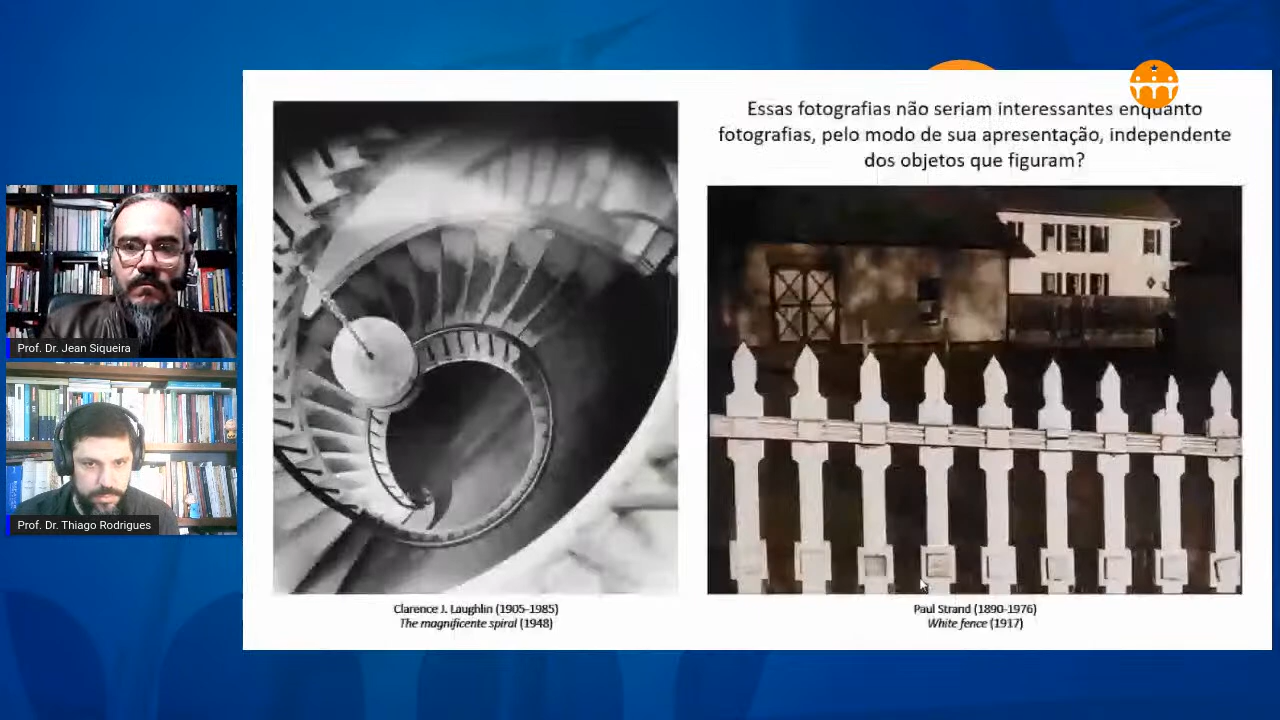 Essas fotografias não seriam interessantes enquanto
fotografias, pelo modo de sua apresentação, independente
dos objetos que figuram?
Prof. Dr. Jean Siqueira
Prof. Dr. Thiago Rodrigues
Clarence J. Laughlin (1905-1985)
The magnificente spiral (1948)
Paul Strand (1890-1976)
White fence (1917)